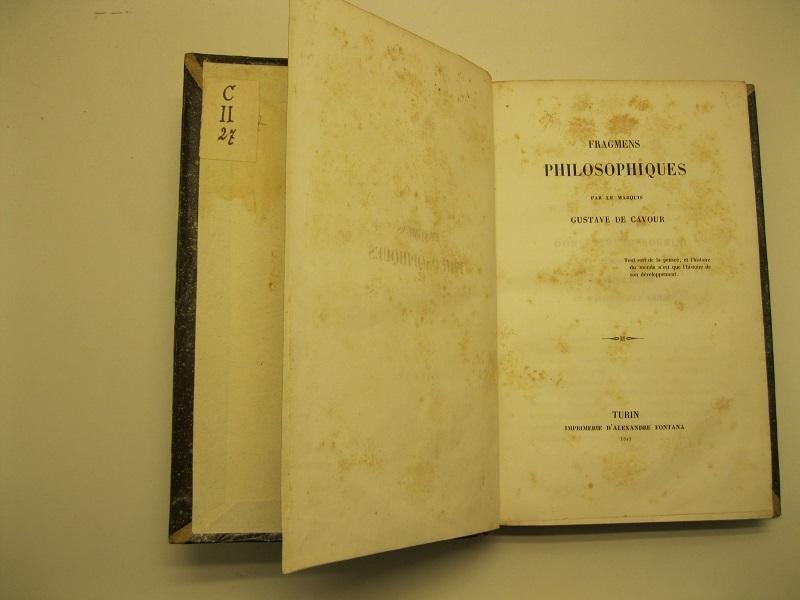 C
II
27
FRAGMENS
PHILOSOPHIQUES
PAR LE MARQUIS
GUSTAVE DE CAVOUR
Tout sort de la pensée, et l'histoire
du monde n'est que l'histoire de
son développement.
TURIN
IMPRIMERIE D'ALEXANDRE FONTANA